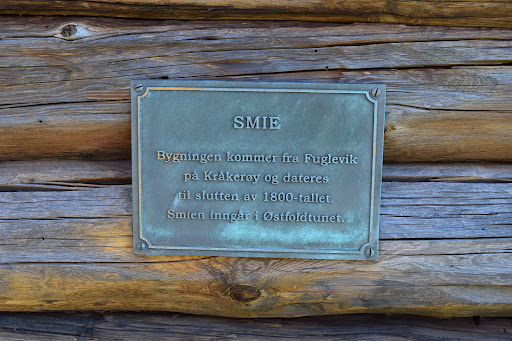 SMIE
Bygningen kommer fra Fuglevik
på Kråkerøy og dateres
til slutten av 1800-tallet.
Smien inngår i Østfoldtunet.